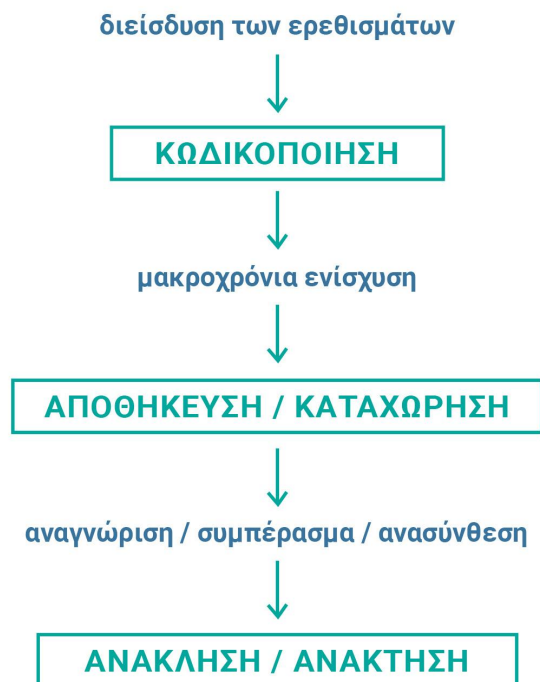 διείσδυση των ερεθισμάτων
ΚΩΔΙΚΟΠΟΙΗΣΗ
μακροχρόνια ενίσχυση
ΑΠΟΘΗΚΕΥΣΗ / ΚΑΤΑΧΩΡΗΣΗ
αναγνώριση / συμπέρασμα / ανασύνθεση
ΑΝΑΚΛΗΣΗ / ΑΝΑΚΤΗΣΗ